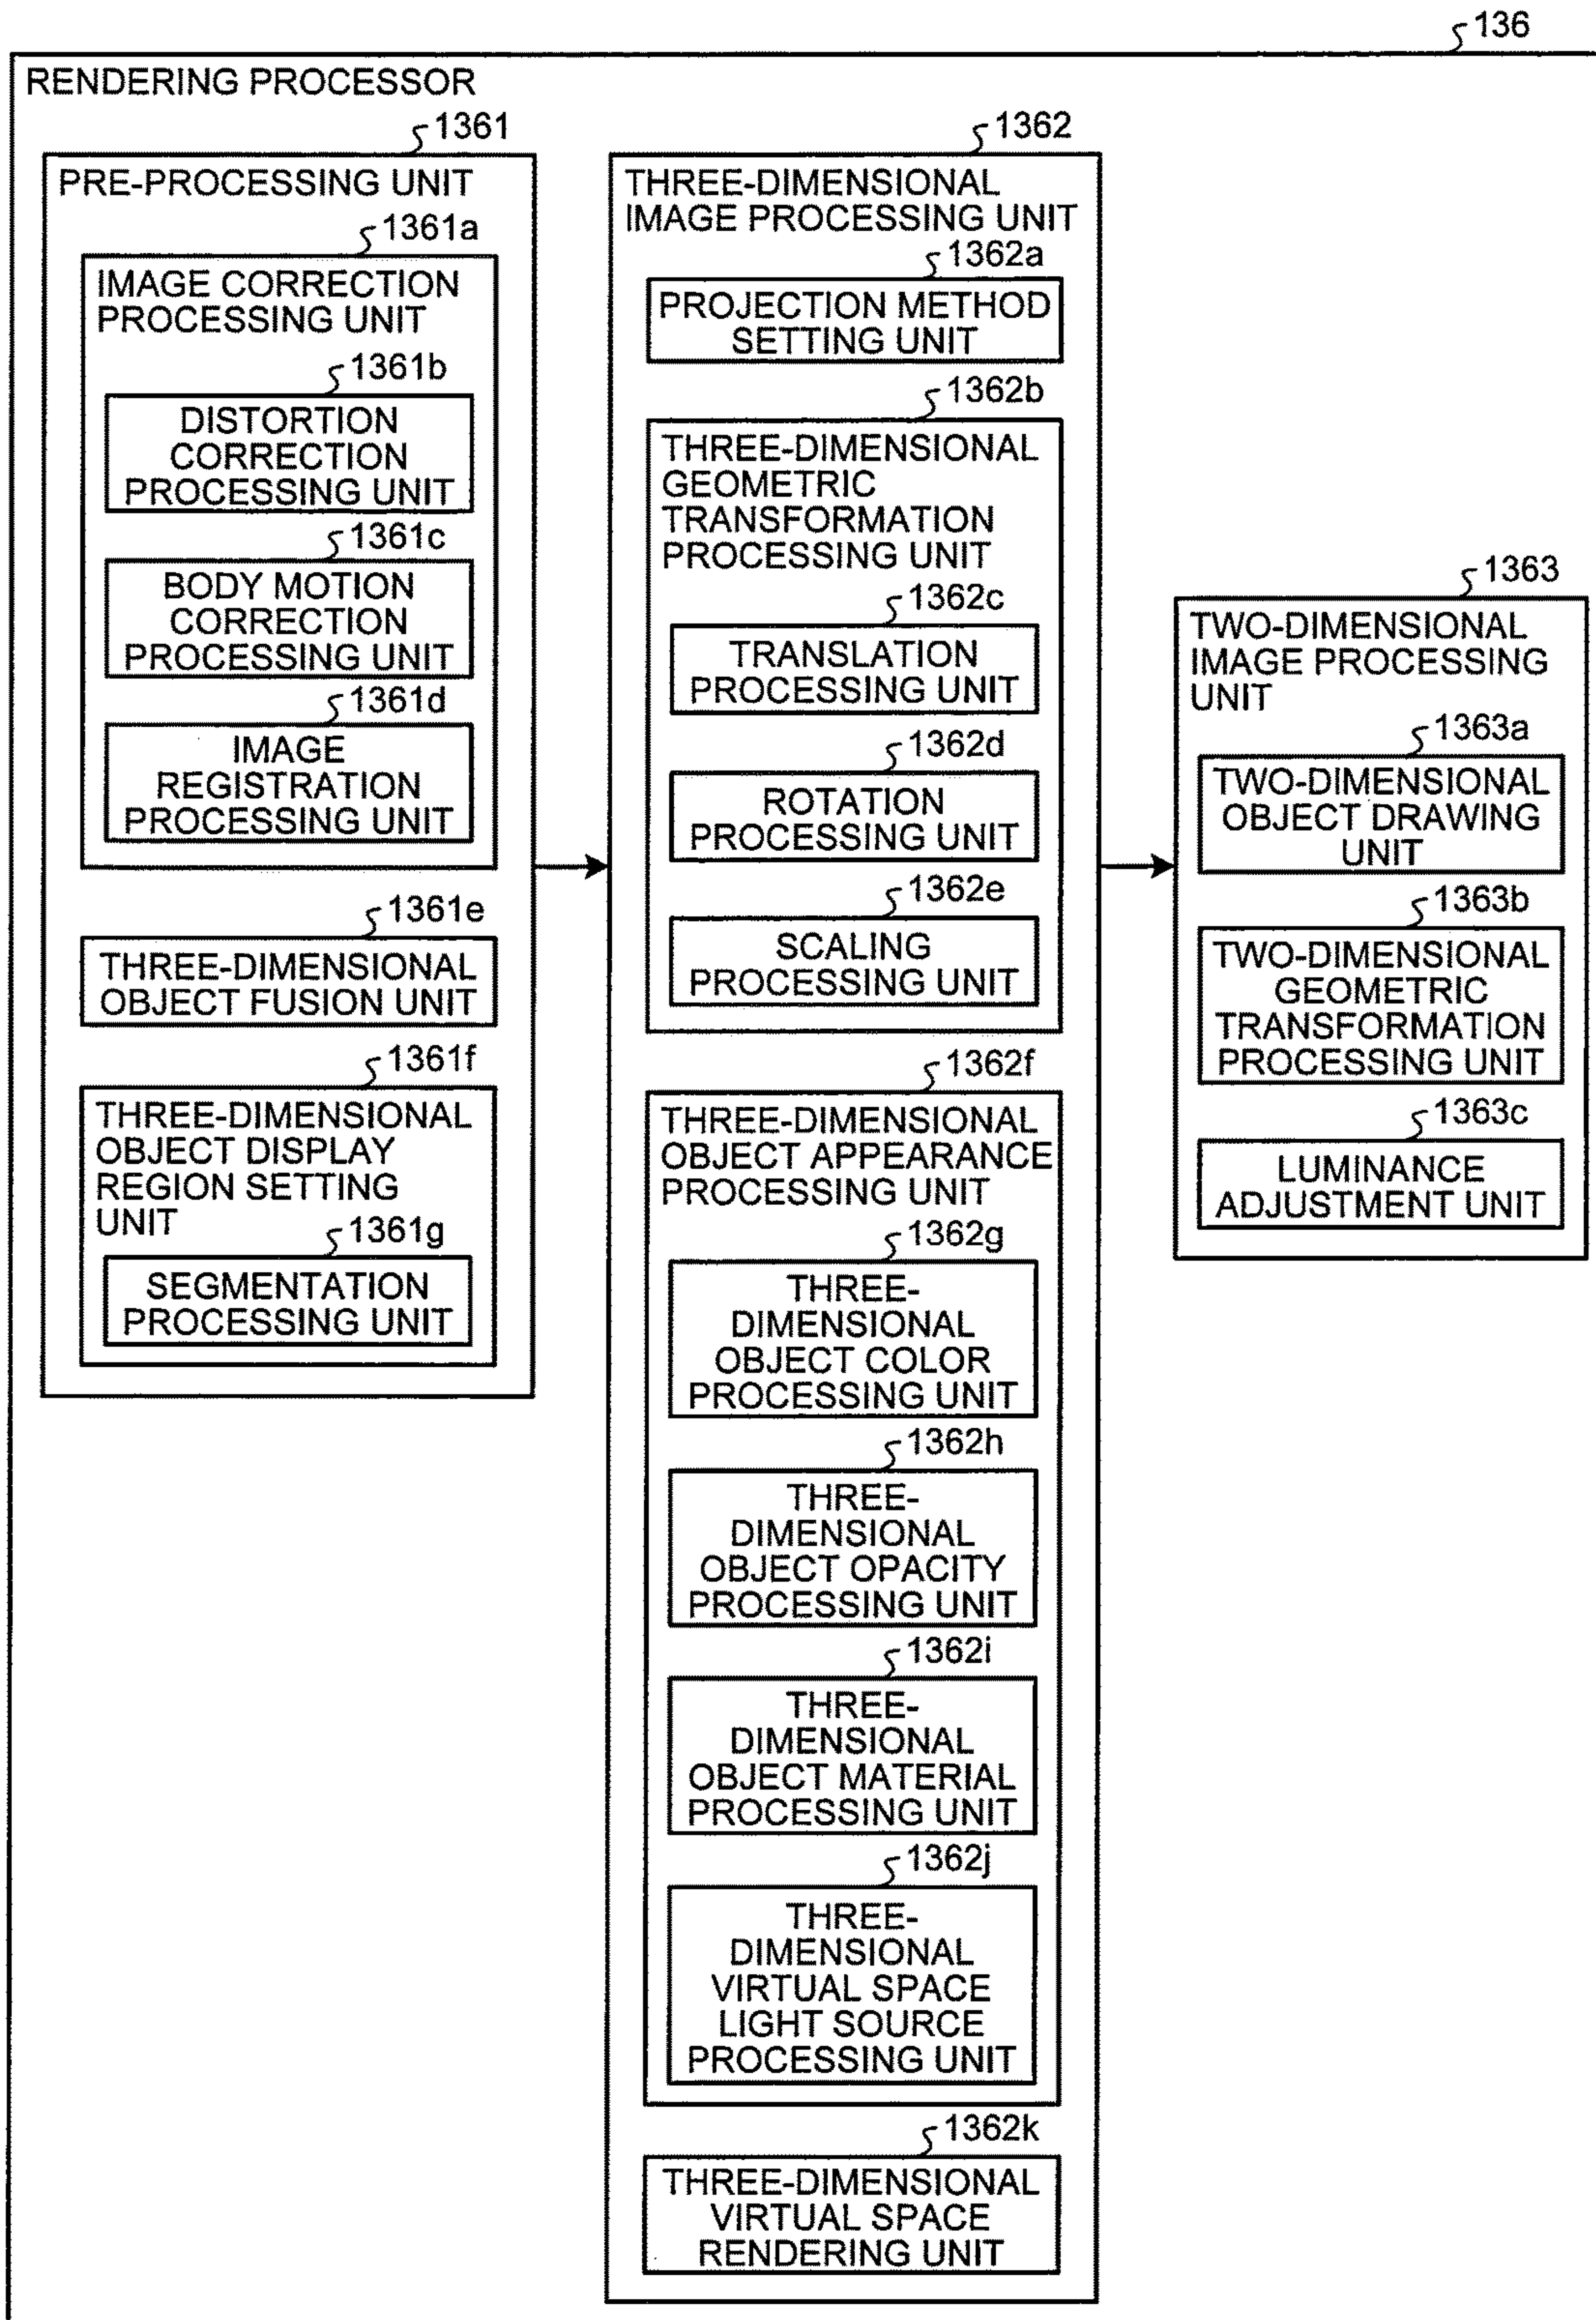 136
RENDERING PROCESSOR
1361
PRE-PROCESSING UNIT
1361a
IMAGE CORRECTION
PROCESSING UNIT
1361b
DISTORTION
CORRECTION
PROCESSING UNIT
1361c
BODY MOTION
CORRECTION
PROCESSING UNIT
1361d
IMAGE
REGISTRATION
PROCESSING UNIT
1361e
THREE-DIMENSIONAL
OBJECT FUSION UNIT
1361f
THREE-DIMENSIONAL
OBJECT DISPLAY
REGION SETTING
UNIT
1361g
SEGMENTATION
PROCESSING UNIT
1362
THREE-DIMENSIONAL
IMAGE PROCESSING UNIT
1362a
PROJECTION METHOD
SETTING UNIT
1362b
THREE-DIMENSIONAL
GEOMETRIC
TRANSFORMATION
PROCESSING UNIT
1362c
TRANSLATION
PROCESSING UNIT
1362d
ROTATION
PROCESSING UNIT
1362e
SCALING
PROCESSING UNIT
1362f
THREE-DIMENSIONAL
OBJECT APPEARANCE
PROCESSING UNIT
1362g
THREE-
DIMENSIONAL
OBJECT COLOR
PROCESSING UNIT
1362h
THREE-
DIMENSIONAL
OBJECT OPACITY
PROCESSING UNIT
1362i
THREE-
DIMENSIONAL
OBJECT MATERIAL
PROCESSING UNIT
1362j
THREE-
DIMENSIONAL
VIRTUAL SPACE
LIGHT SOURCE
PROCESSING UNIT
1362k
THREE-DIMENSIONAL
VIRTUAL SPACE
RENDERING UNIT
1363
TWO-DIMENSIONAL
IMAGE PROCESSING
UNIT
1363a
TWO-DIMENSIONAL
OBJECT DRAWING
UNIT
1363b
TWO-DIMENSIONAL
GEOMETRIC
TRANSFORMATION
PROCESSING UNIT
1363c
LUMINANCE
ADJUSTMENT UNIT